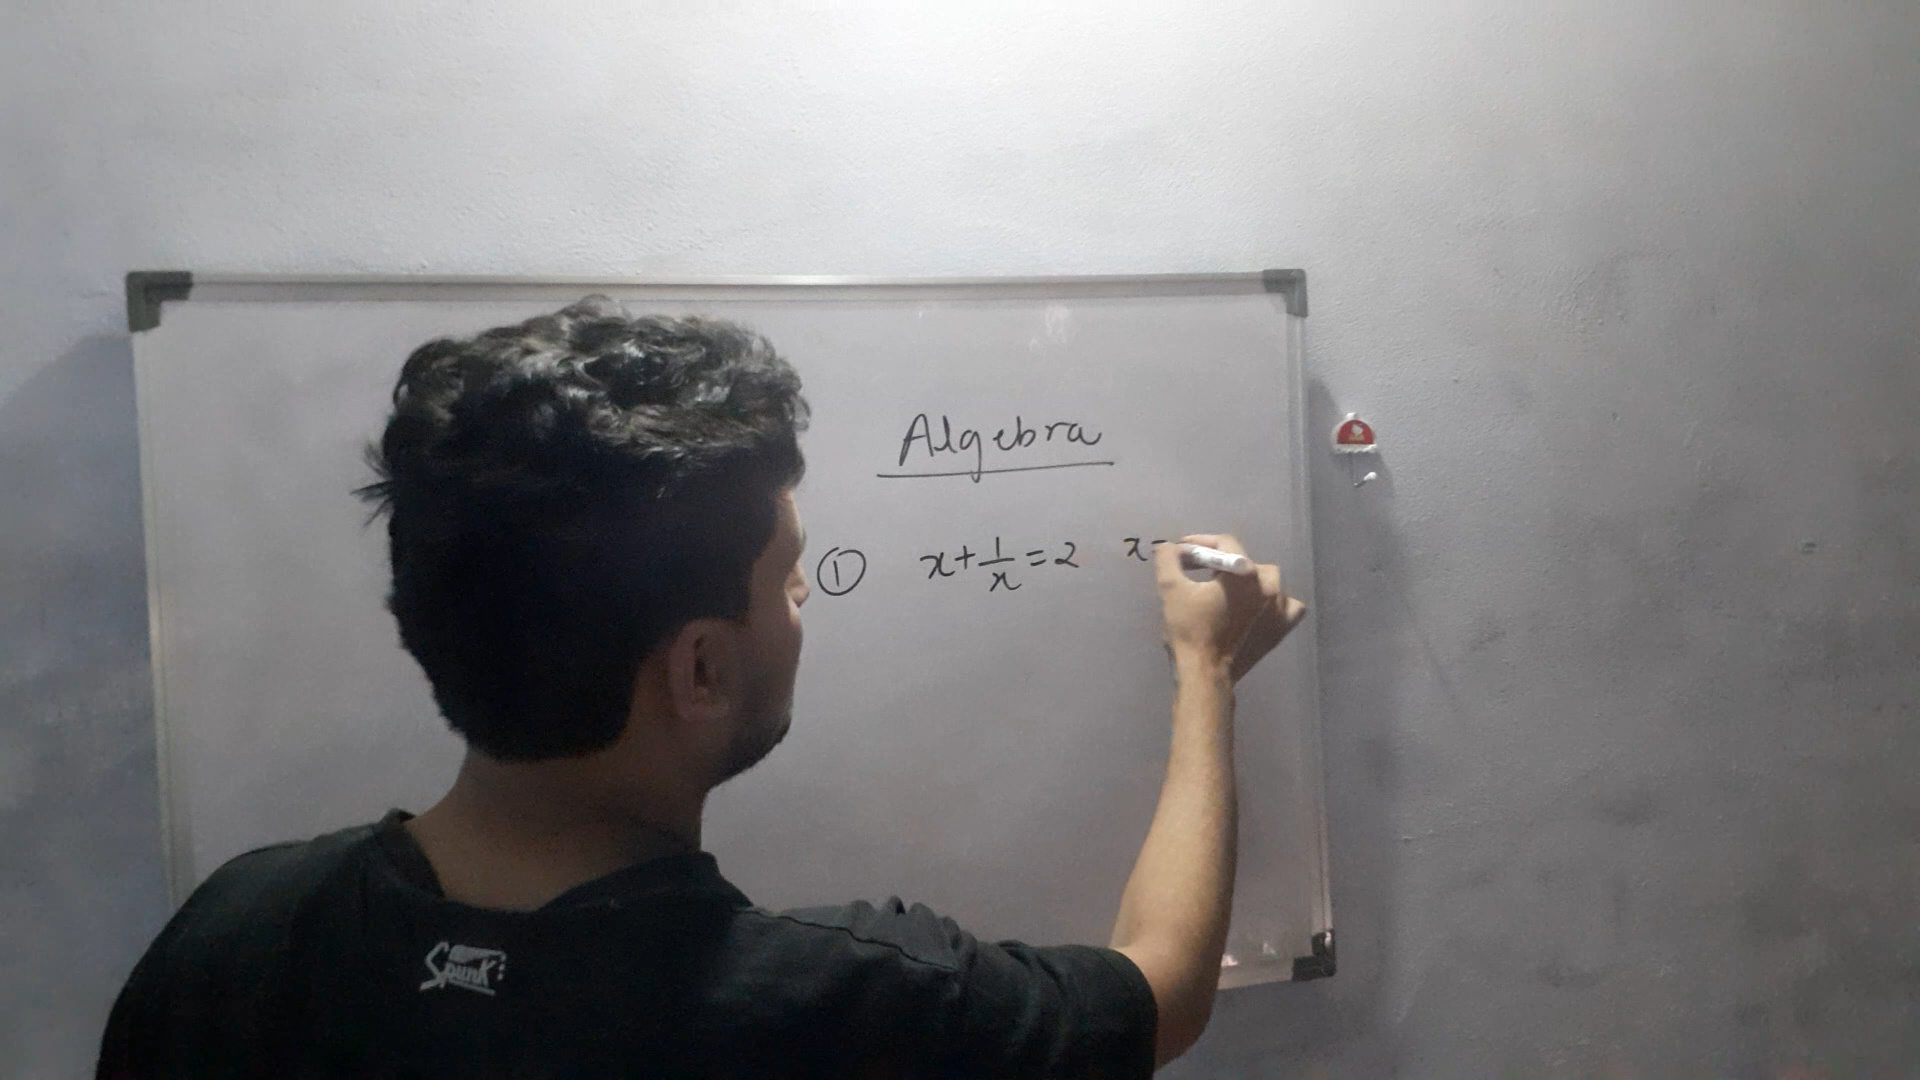 Algebra
① x + 1/x = 2 x =
Spunk